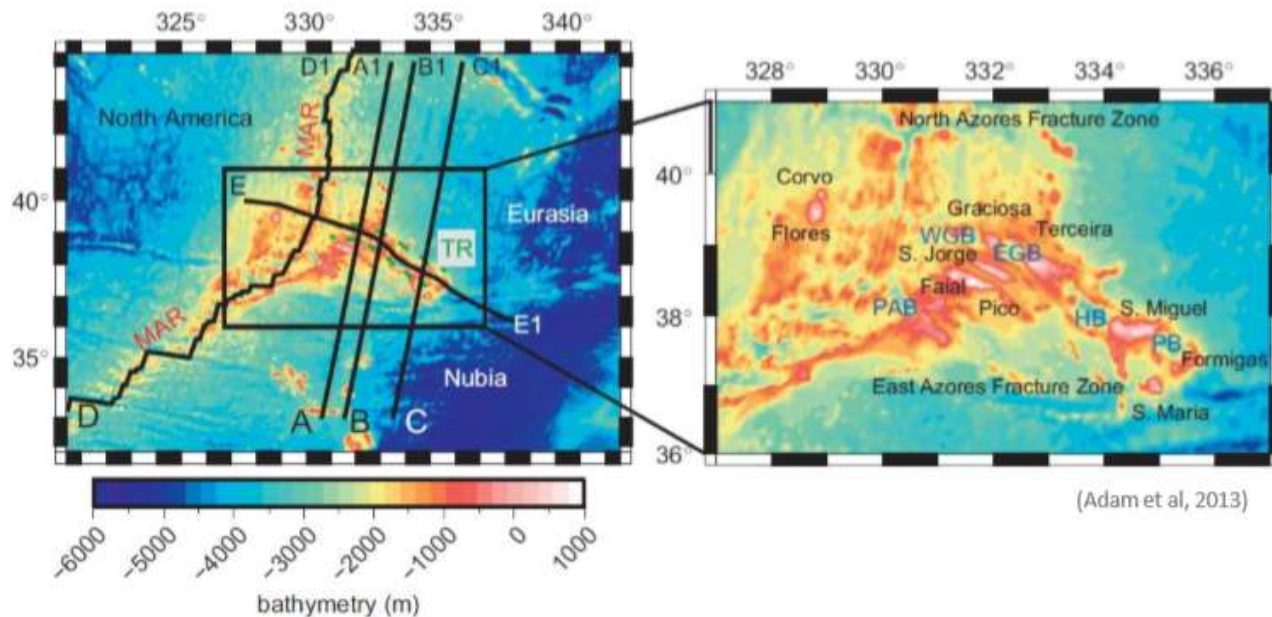 325° 330° 335° 340°
D1 A1 B1 C1
North America
MAR
40°
E
Eurasia
TR
MAR
E1
35°
Nubia
D
A B C
-6000 -5000 -4000 -3000 -2000 -1000 0 1000
bathymetry (m)
328° 330° 332° 334° 336°
North Azores Fracture Zone
40°
Corvo
Graciosa
Flores
WGB
Terceira
S. Jorge
EGB
Faial
38°
PAB
Pico
HB
S. Miguel
PB
Formigas
East Azores Fracture Zone
S. Maria
36°
(Adam et al, 2013)